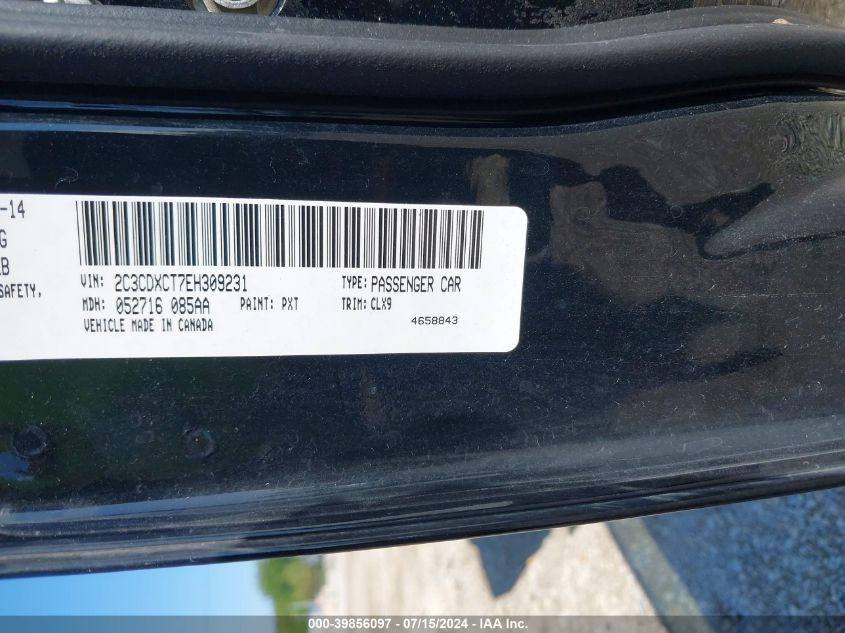 -14
G
LB
SAFETY,
VIN: 2C3CDXCT7EH309231 TYPE: PASSENGER CAR
MDH: 052716 085AA PAINT: PXT TRIM: CLX9
VEHICLE MADE IN CANADA 4658843
000-39856097 - 07/15/2024 - IAA Inc.